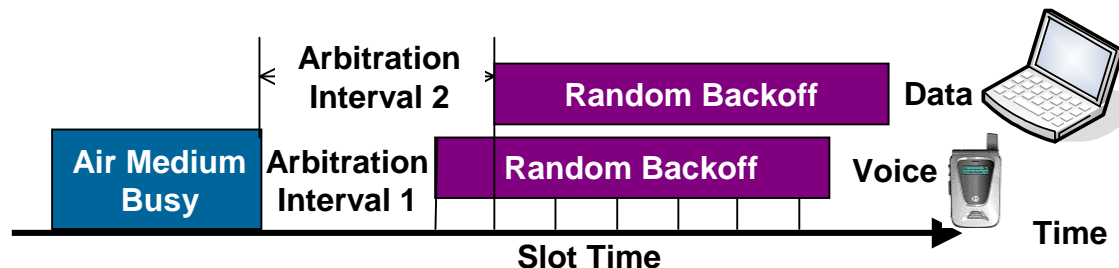 Arbitration
Interval 2
Random Backoff
Data
Air Medium
Busy
Arbitration
Interval 1
Random Backoff
Voice
Slot Time
Time